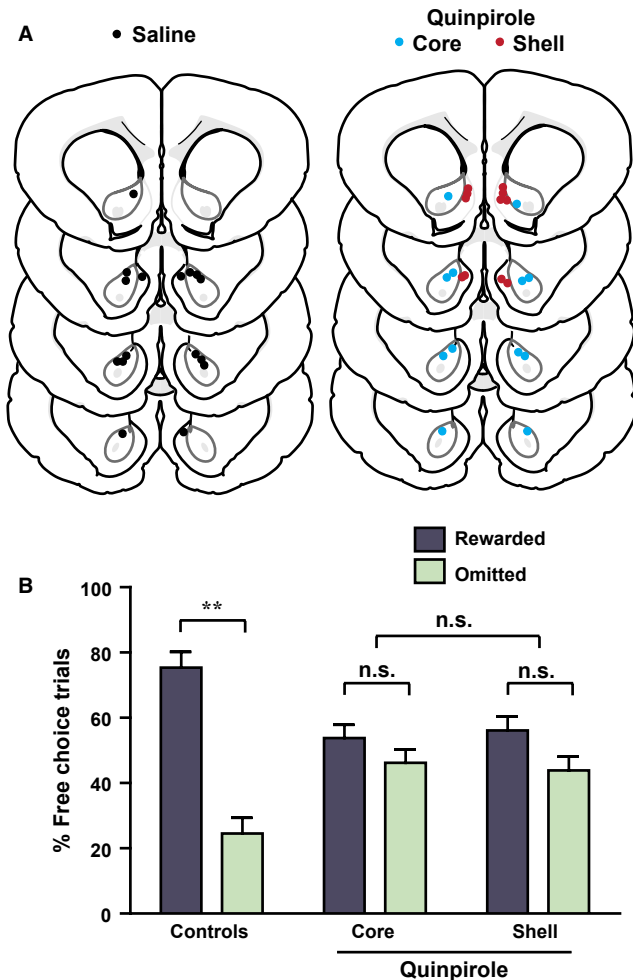 A
Saline
Quinpirole
Core
Shell
Rewarded
Omitted
B
100
80
60
40
20
0
% Free choice trials
**
n.s.
n.s.
n.s.
Controls
Core
Shell
Quinpirole